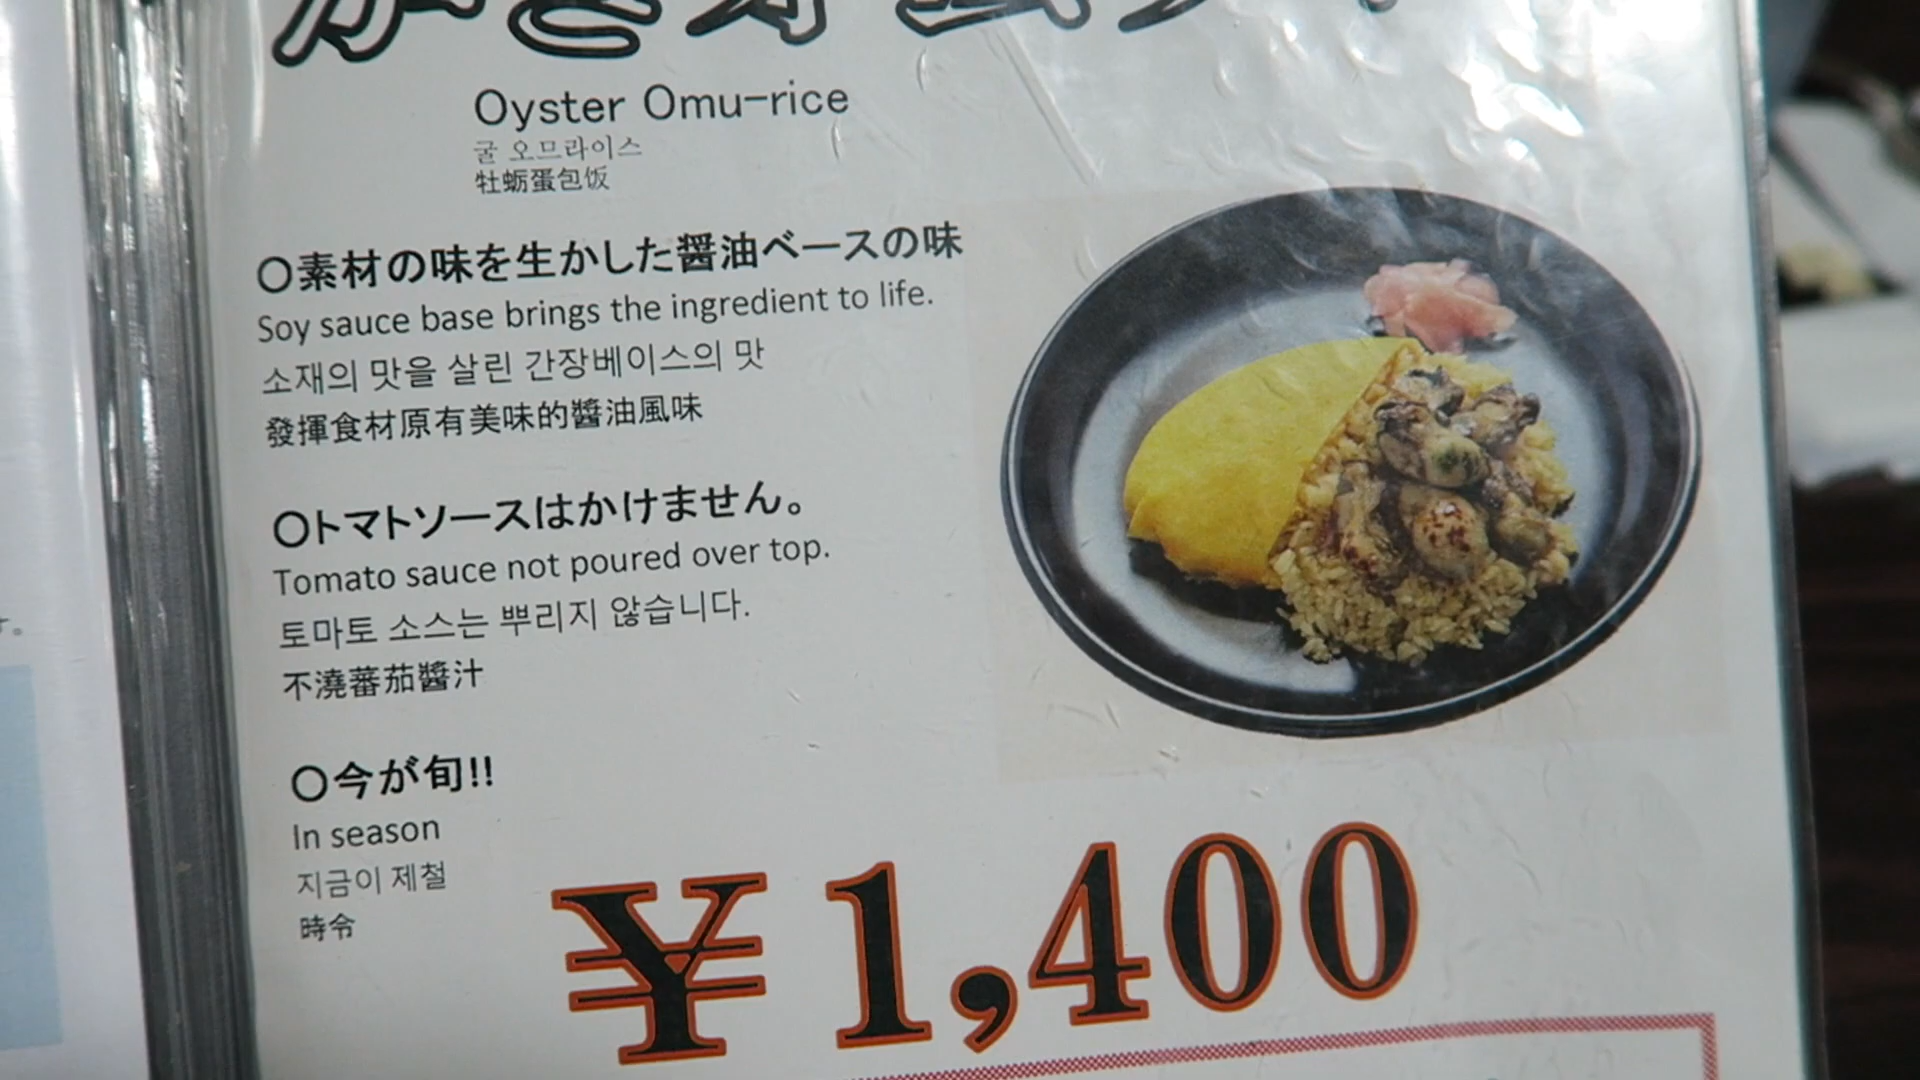 Oyster Omu-rice
굴 오므라이스
牡蛎蛋包饭
〇素材の味を生かした醤油ベースの味
Soy sauce base brings the ingredient to life.
소재의 맛을 살린 간장베이스의 맛
發揮食材原有美味的醬油風味
〇トマトソースはかけません。
Tomato sauce not poured over top.
토마토 소스는 뿌리지 않습니다.
不澆蕃茄醬汁
〇今が旬!!
In season
지금이 제철
時令
¥1,400